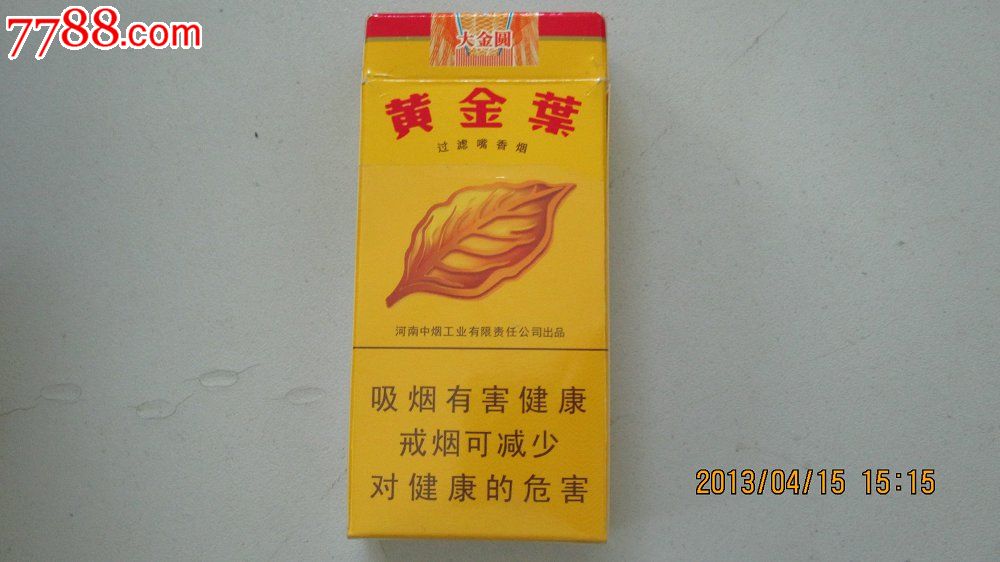 7788.com
大金圆
黄金葉
过滤嘴香烟
河南中烟工业有限责任公司出品
吸烟有害健康
戒烟可减少
对健康的危害
2013/04/15 15:15